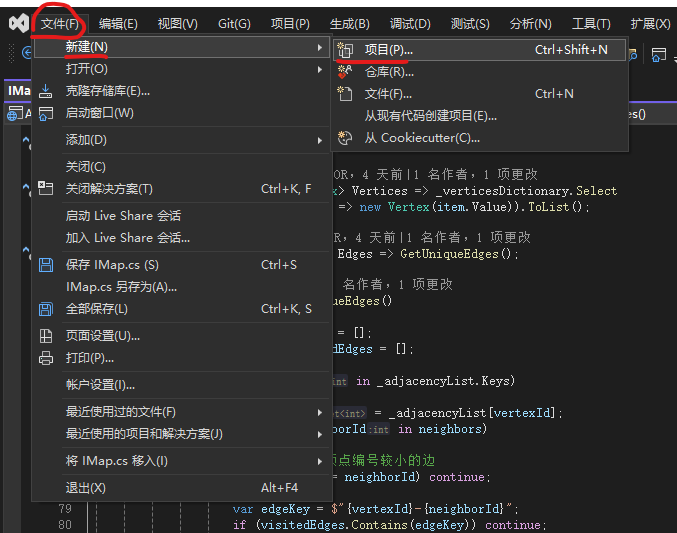 文件(F) 编辑(E) 视图(V) Git(G) 项目(P) 生成(B) 调试(D) 测试(S) 分析(N) 工具(T) 扩展(X)
新建(N)
项目(P)... Ctrl+Shift+N
打开(O)
仓库(R)...
克隆存储库(E)...
文件(F)... Ctrl+N
IMa
启动窗口(W)
从现有代码创建项目(E)...
A
es()
添加(D)
从 Cookiecutter(C)...
关闭(C)
OR，4 天前|1 名作者，1 项更改
关闭解决方案(T) Ctrl+K, F
> Vertices => _verticesDictionary.Select
=> new Vertex(item.Value)).ToList();
启动 Live Share 会话
加入 Live Share 会话...
R，4 天前|1 名作者，1 项更改
Edges => GetUniqueEdges();
保存 IMap.cs (S) Ctrl+S
IMap.cs 另存为(A)...
名作者，1 项更改
ueEdges()
全部保存(L) Ctrl+K, S
页面设置(U)...
= [];
dEdges = [];
打印(P)...
帐户设置(I)...
int in _adjacencyList.Keys)
最近使用过的文件(F)
t<int> = _adjacencyList[vertexId];
最近使用的项目和解决方案(J)
borId:int in neighbors)
将 IMap.cs 移入(I)
顶点编号较小的边
= neighborId) continue;
退出(X) Alt+F4
79 var edgeKey = $"{vertexId}-{neighborId}";
80 if (visitedEdges.Contains(edgeKey)) continue;